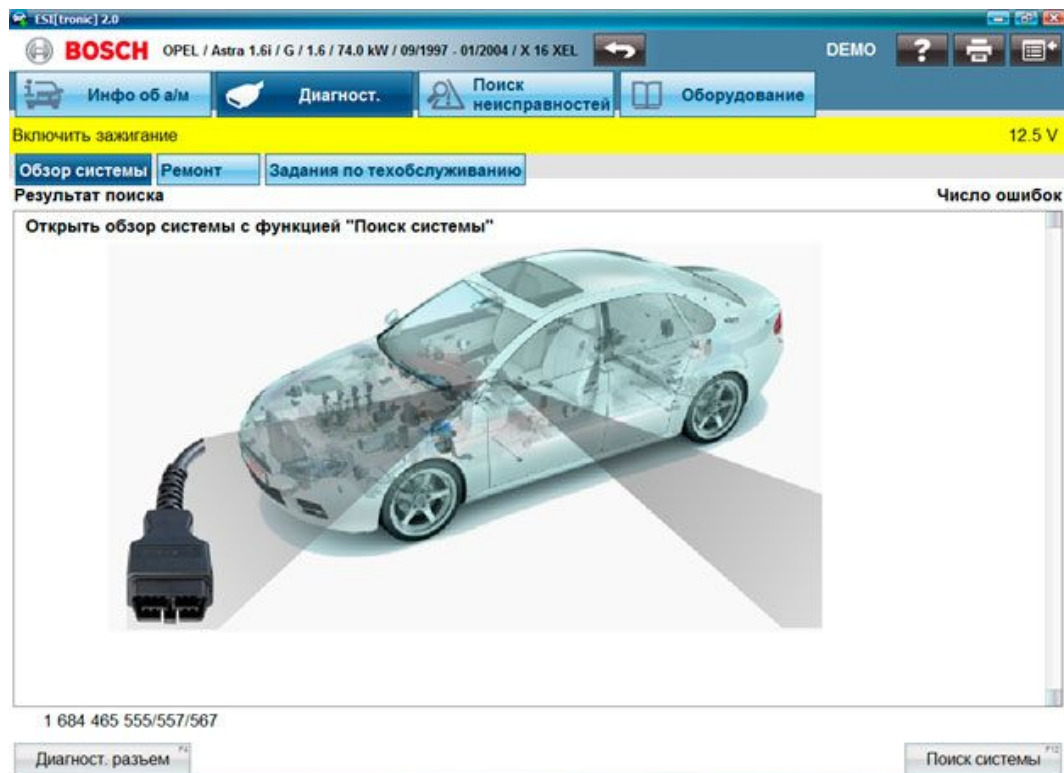 ESI[tronic] 2.0
BOSCH OPEL / Astra 1.6i / G / 1.6 / 74.0 kW / 09/1997 - 01/2004 / X 16 XEL DEMO ?
Инфо об а/м Диагност. Поиск неисправностей Оборудование
Включить зажигание 12.5 V
Обзор системы Ремонт Задания по техобслуживанию
Результат поиска Число ошибок
Открыть обзор системы с функцией "Поиск системы"
1 684 465 555/557/567
Диагност. разъем Поиск системы F12